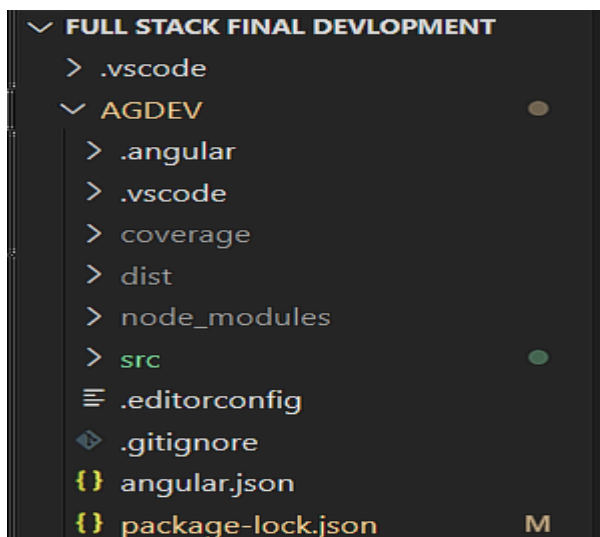 FULL STACK FINAL DEVLOPMENT
.vscode
AGDEV
.angular
.vscode
coverage
dist
node_modules
src
.editorconfig
.gitignore
{} angular.json
{} package-lock.json M